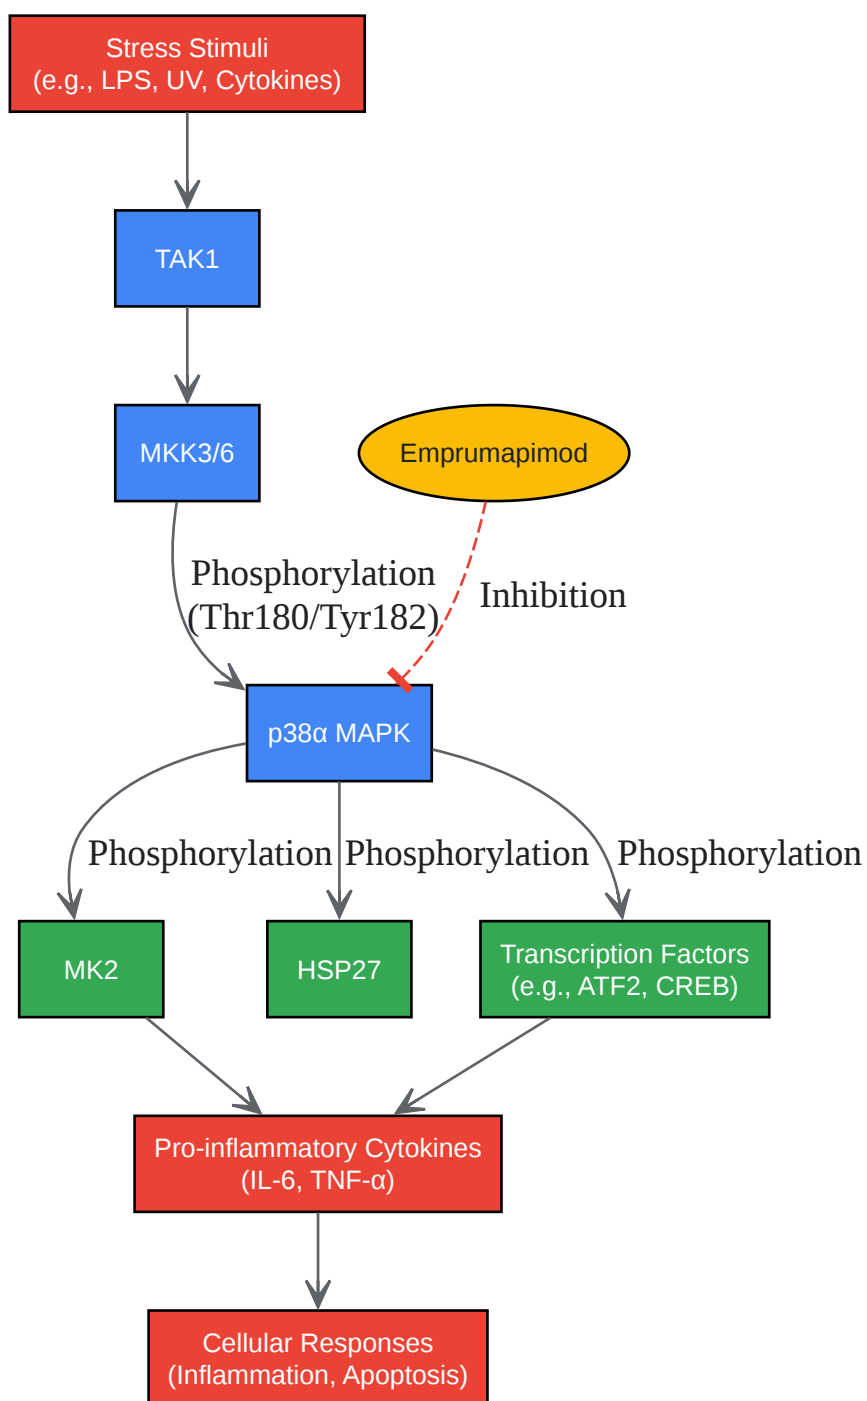 Stress Stimuli
(e.g., LPS, UV, Cytokines)
TAK1
MKK3/6
Emprumapimod
Phosphorylation
(Thr180/Tyr182)
Inhibition
p38α MAPK
Phosphorylation
Phosphorylation
Phosphorylation
MK2
HSP27
Transcription Factors
(e.g., ATF2, CREB)
Pro-inflammatory Cytokines
(IL-6, TNF-α)
Cellular Responses
(Inflammation, Apoptosis)